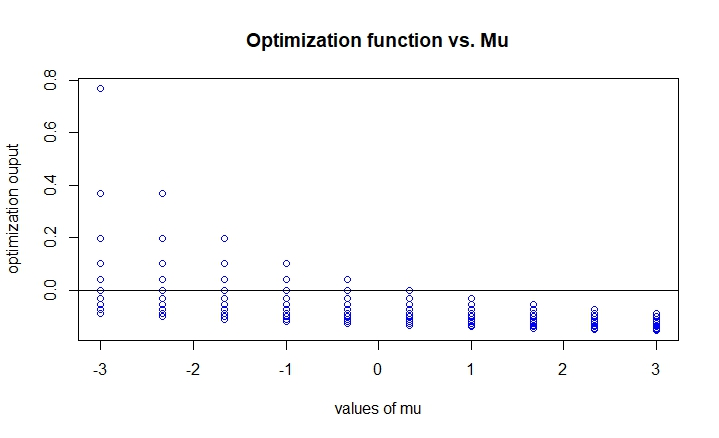 Optimization function vs. Mu
optimization ouput
0.8
0.6
0.4
0.2
0.0
-3 -2 -1 0 1 2 3
values of mu